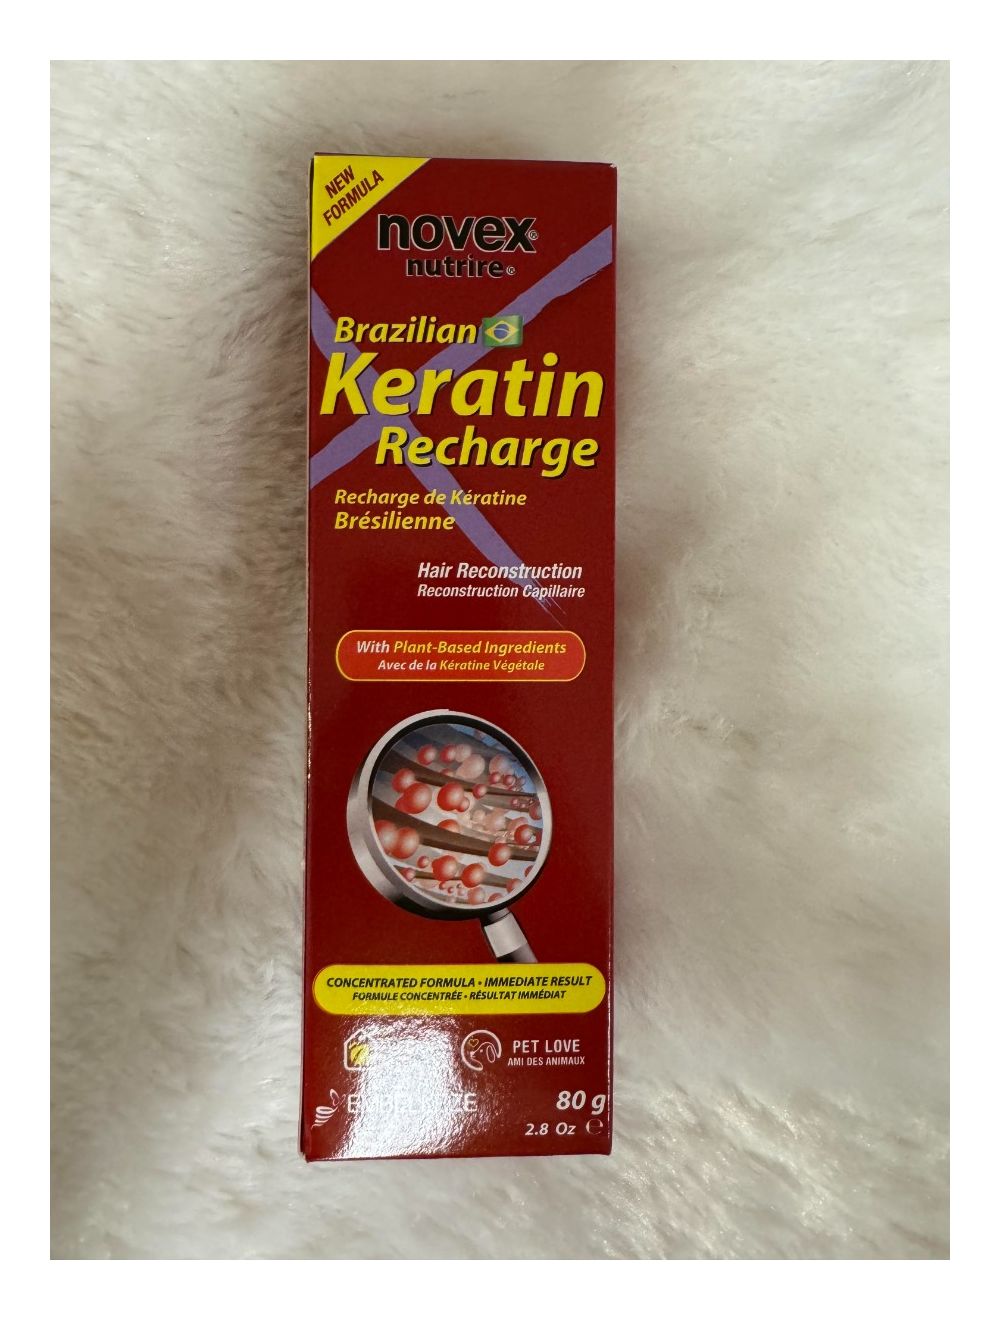 NEW
FORMULA
novex®
nutrire®
Brazilian
Keratin
Recharge
Recharge de Kératine
Brésilienne
Hair Reconstruction
Reconstruction Capillaire
With Plant-Based Ingredients
Avec de la Kératine Végétale
CONCENTRATED FORMULA • IMMEDIATE RESULT
FORMULE CONCENTRÉE • RÉSULTAT IMMÉDIAT
PET LOVE
AMI DES ANIMAUX
80 g
2.8 Oz ℮